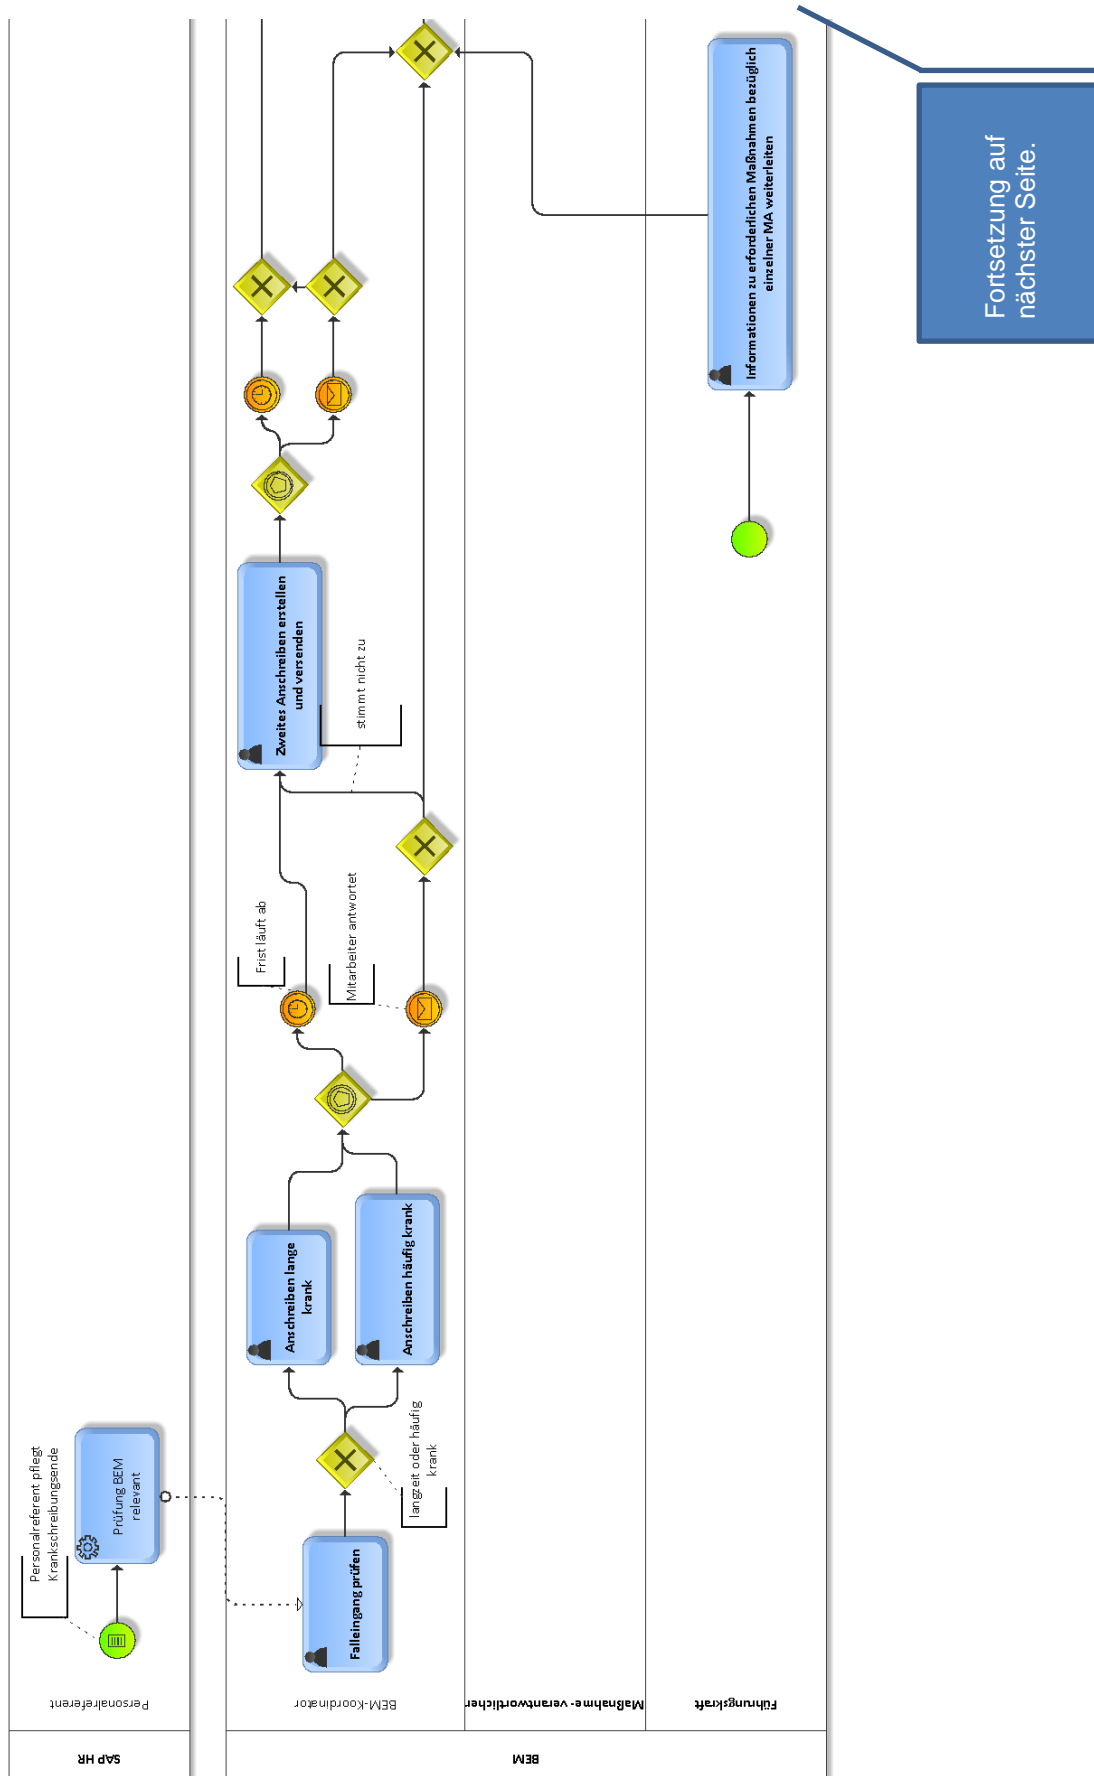 SAP HR
Personalreferent
Personalreferent pflegt
Krankschreibungsende
Prüfung BEM
relevant
BEM
BEM-Koordinator
Falleingang prüfen
langzeit oder häufig
krank
Anschreiben lange
krank
Anschreiben häufig krank
Frist läuft ab
Mitarbeiter antwortet
Zweites Anschreiben erstellen
und versenden
stimmt nicht zu
Maßnahme-verantwortlicher
Führungskraft
Informationen zu erforderlichen Maßnahmen bezüglich
einzelner MA weiterleiten
Fortsetzung auf
nächster Seite.